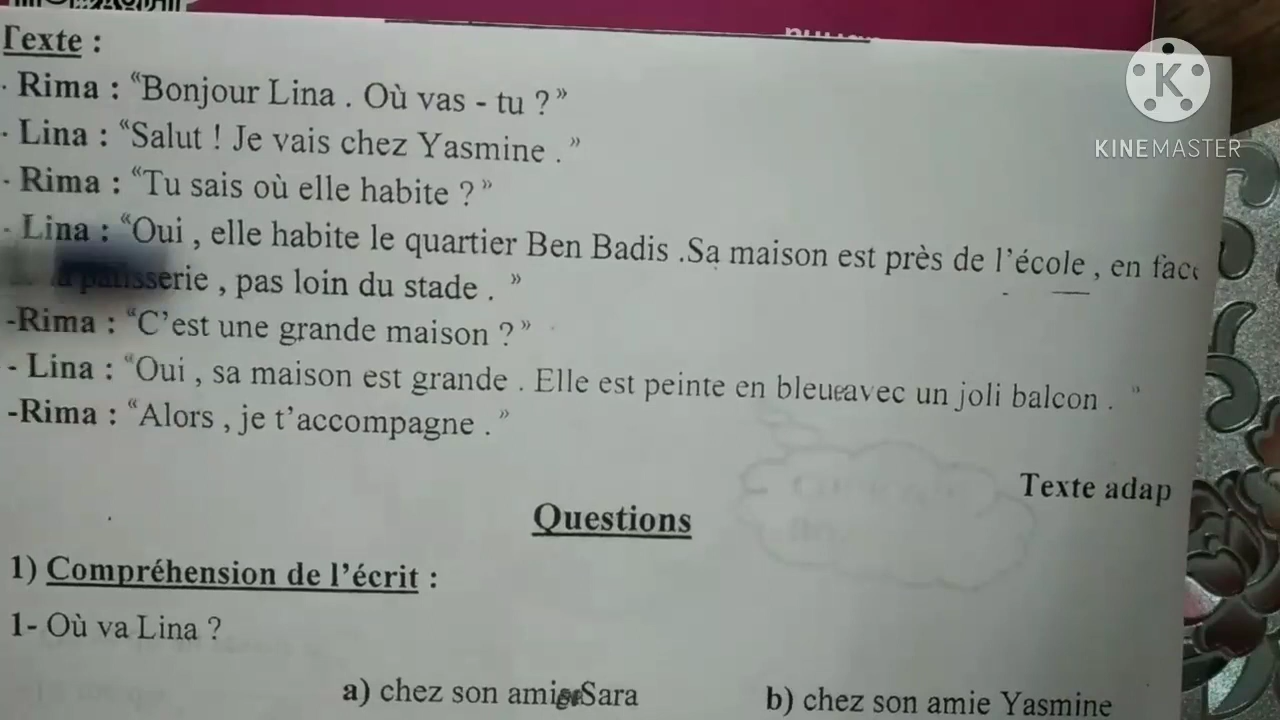 Texte :
- Rima : “Bonjour Lina . Où vas - tu ?”
KINEMASTER
- Lina : “Salut ! Je vais chez Yasmine .”
- Rima : “Tu sais où elle habite ?”
- Lina : “Oui , elle habite le quartier Ben Badis .Sa maison est près de l’école , en face
pâtisserie , pas loin du stade . ”
-Rima : “C’est une grande maison ?”
- Lina : “Oui , sa maison est grande . Elle est peinte en bleue avec un joli balcon . ”
-Rima : “Alors , je t’accompagne . ”
Texte adap
Questions
1) Compréhension de l’écrit :
1- Où va Lina ?
a) chez son amie Sara b) chez son amie Yasmine